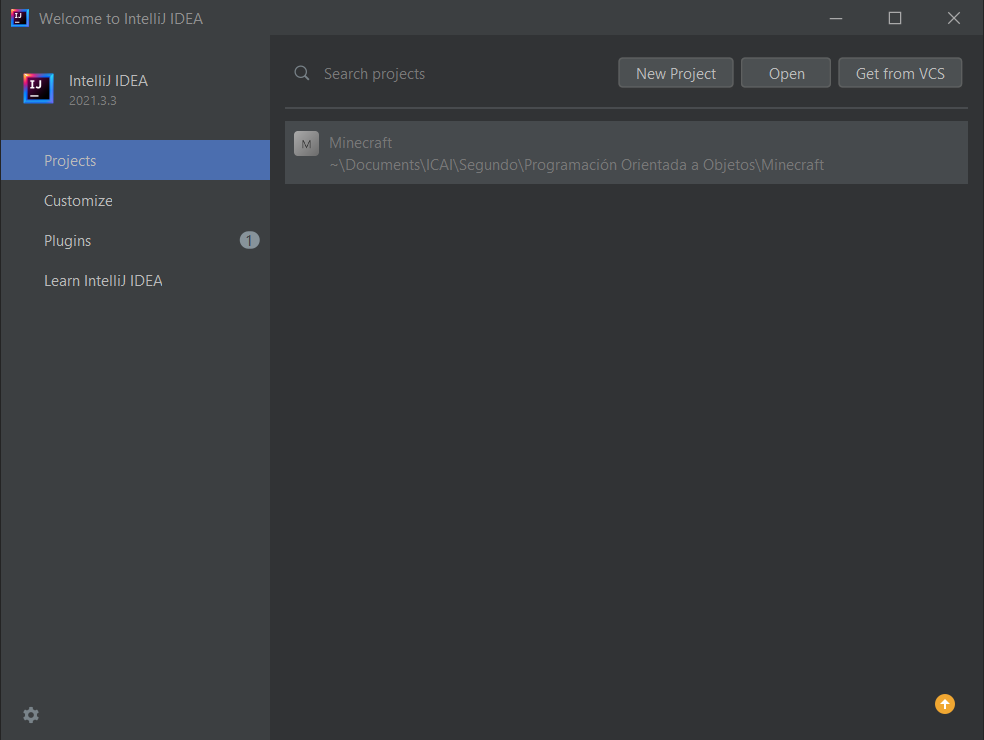 Welcome to IntelliJ IDEA
IJ
IntelliJ IDEA
2021.3.3
Projects
Customize
Plugins
1
Learn IntelliJ IDEA
Search projects
New Project
Open
Get from VCS
M
Minecraft
~\Documents\ICAI\Segundo\Programación Orientada a Objetos\Minecraft